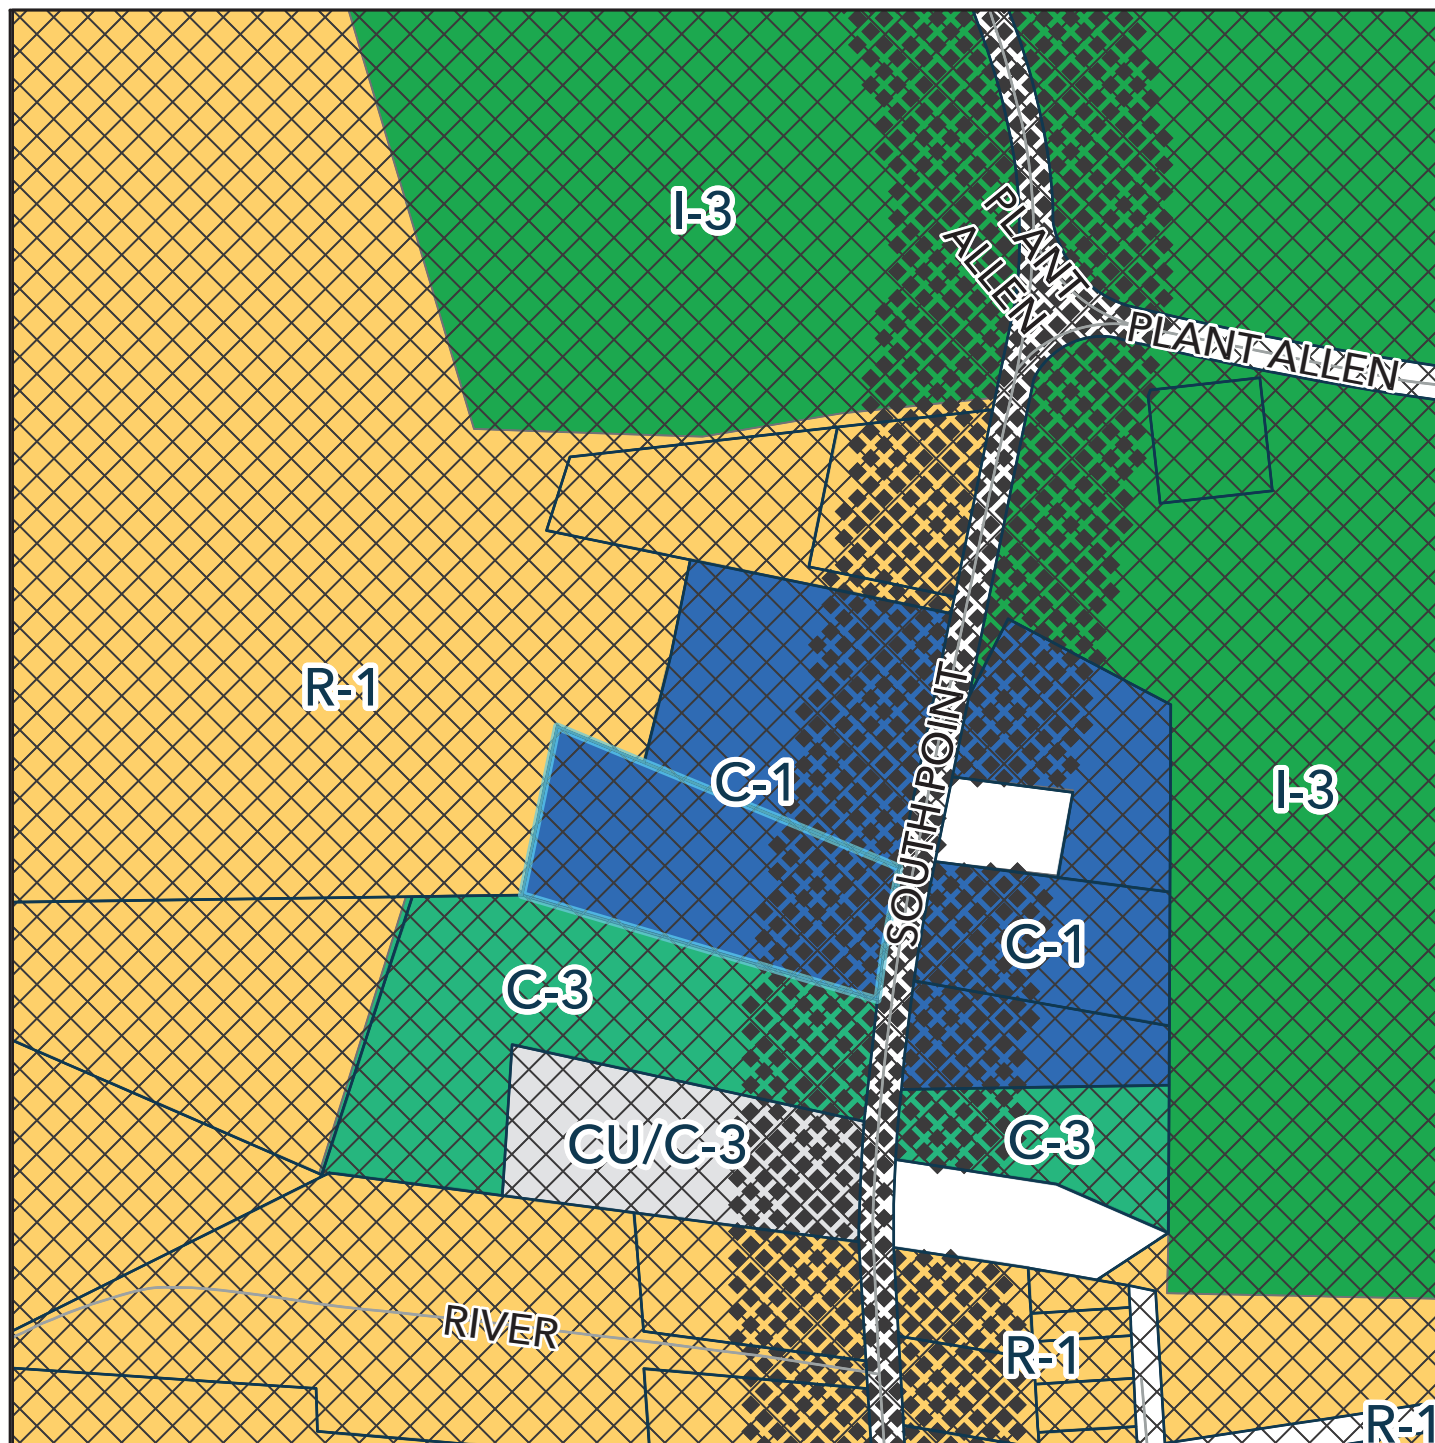 I-3
PLANT
ALLEN
PLANT ALLEN
R-1
C-1
I-3
SOUTH POINT
C-1
C-3
CU/C-3
C-3
RIVER
R-1
R-1